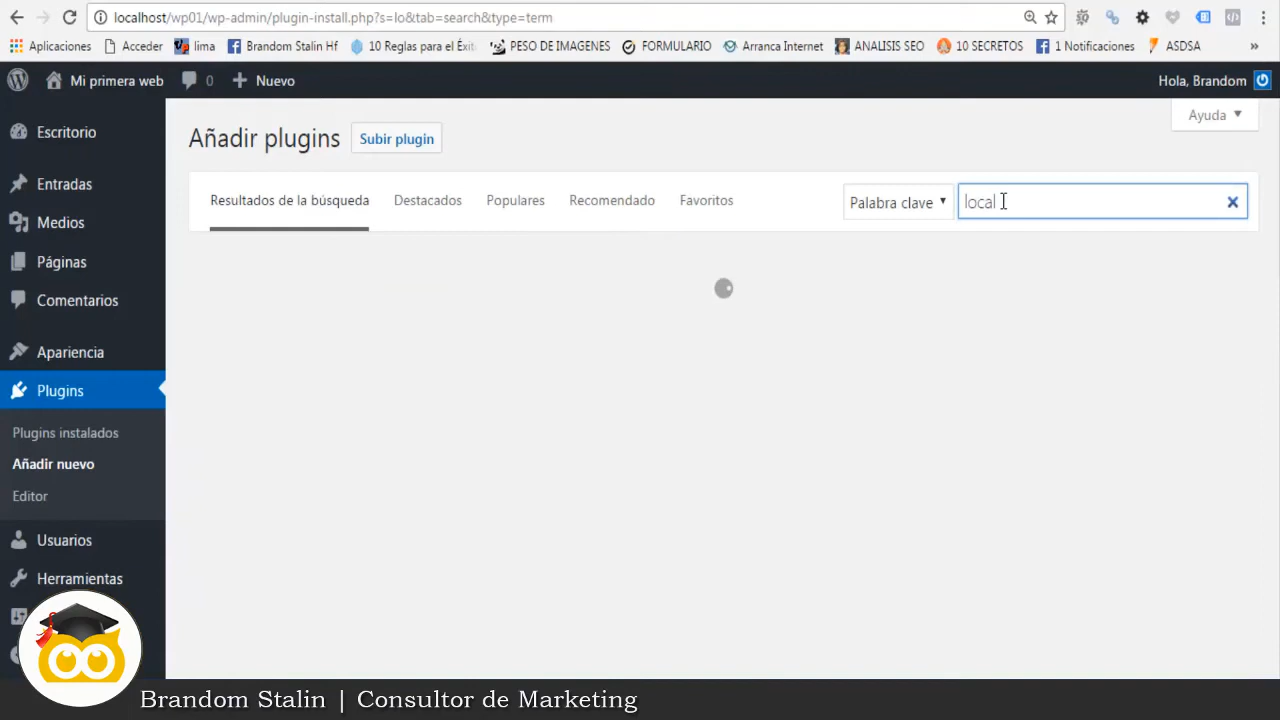 localhost/wp01/wp-admin/plugin-install.php?s=lo&tab=search&type=term
Aplicaciones Acceder lima Brandom Stalin Hf 10 Reglas para el Éxit PESO DE IMAGENES FORMULARIO Arranca Internet ANALISIS SEO 10 SECRETOS 1 Notificaciones ASDSA »
Mi primera web 0 Nuevo Hola, Brandom
Ayuda
Escritorio
Añadir plugins Subir plugin
Entradas
Resultados de la búsqueda Destacados Populares Recomendado Favoritos Palabra clave local
Medios
Páginas
Comentarios
Apariencia
Plugins
Plugins instalados
Añadir nuevo
Editor
Usuarios
Herramientas
Brandom Stalin | Consultor de Marketing